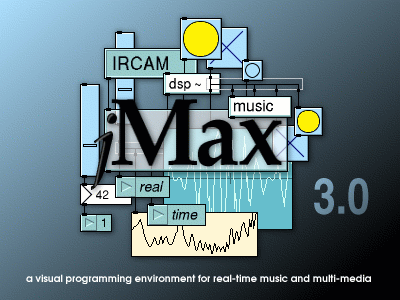 IRCAM
dsp ~
music
jMax
42
real
1
time
3.0
a visual programming environment for real-time music and multi-media